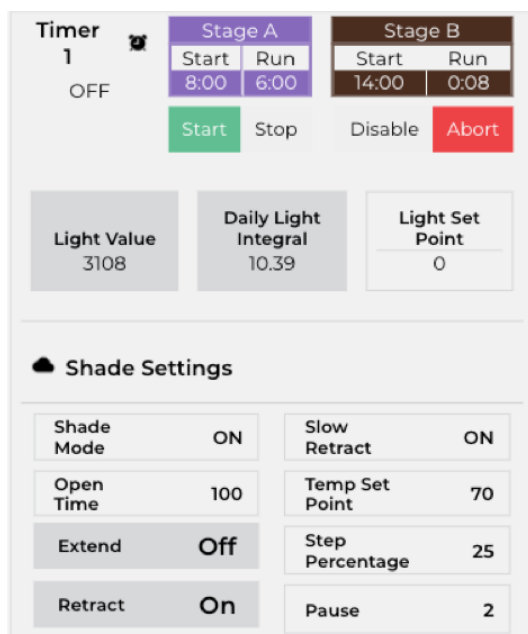 Timer
1
OFF
Stage A
Start Run
8:00 6:00
Stage B
Start Run
14:00 0:08
Start Stop
Disable Abort
Light Value
3108
Daily Light
Integral
10.39
Light Set
Point
0
Shade Settings
Shade
Mode
ON
Slow
Retract
ON
Open
Time
100
Temp Set
Point
70
Extend Off
Step
Percentage
25
Retract On
Pause 2